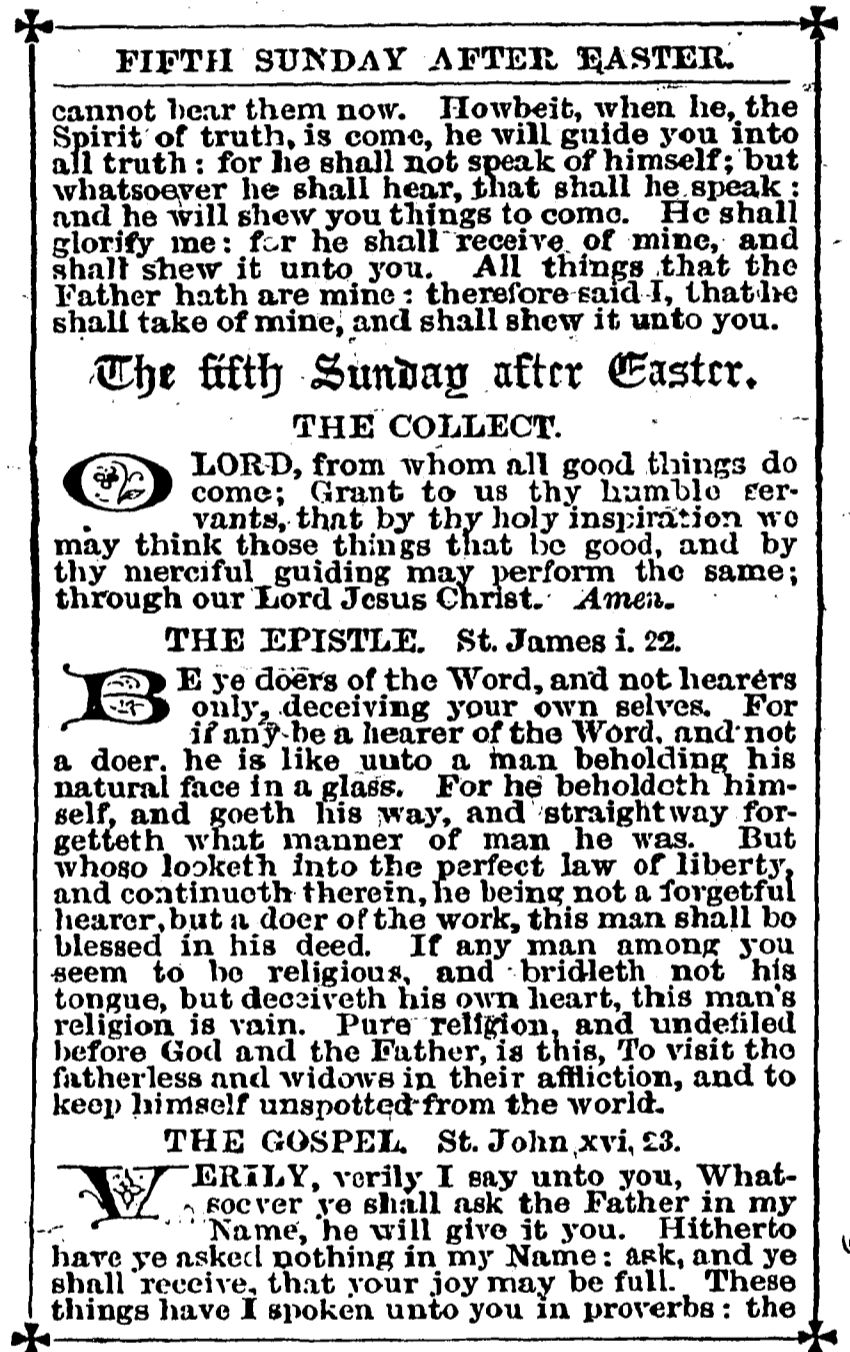 FIFTH SUNDAY AFTER EASTER.
cannot bear them now. Howbeit, when he, the
Spirit of truth, is come, he will guide you into
all truth : for he shall not speak of himself; but
whatsoever he shall hear, that shall he speak :
and he will shew you things to come. He shall
glorify me : for he shall receive of mine, and
shall shew it unto you. All things that the
Father hath are mine : therefore said I, that he
shall take of mine, and shall shew it unto you.
The fifth Sunday after Easter.
THE COLLECT.
O LORD, from whom all good things do
come; Grant to us thy humble ser-
vants, that by thy holy inspiration we
may think those things that be good, and by
thy merciful guiding may perform the same;
through our Lord Jesus Christ. Amen.
THE EPISTLE. St. James i. 22.
BE ye doers of the Word, and not hearers
only, deceiving your own selves. For
if any be a hearer of the Word, and not
a doer, he is like unto a man beholding his
natural face in a glass. For he beholdeth him-
self, and goeth his way, and straightway for-
getteth what manner of man he was. But
whoso looketh into the perfect law of liberty,
and continueth therein, he being not a forgetful
hearer, but a doer of the work, this man shall be
blessed in his deed. If any man among you
seem to be religious, and bridleth not his
tongue, but deceiveth his own heart, this man's
religion is vain. Pure religion, and undefiled
before God and the Father, is this, To visit the
fatherless and widows in their affliction, and to
keep himself unspotted from the world.
THE GOSPEL. St. John xvi, 23.
VERILY, verily I say unto you, What-
soever ye shall ask the Father in my
Name, he will give it you. Hitherto
have ye asked nothing in my Name : ask, and ye
shall receive, that your joy may be full. These
things have I spoken unto you in proverbs : the